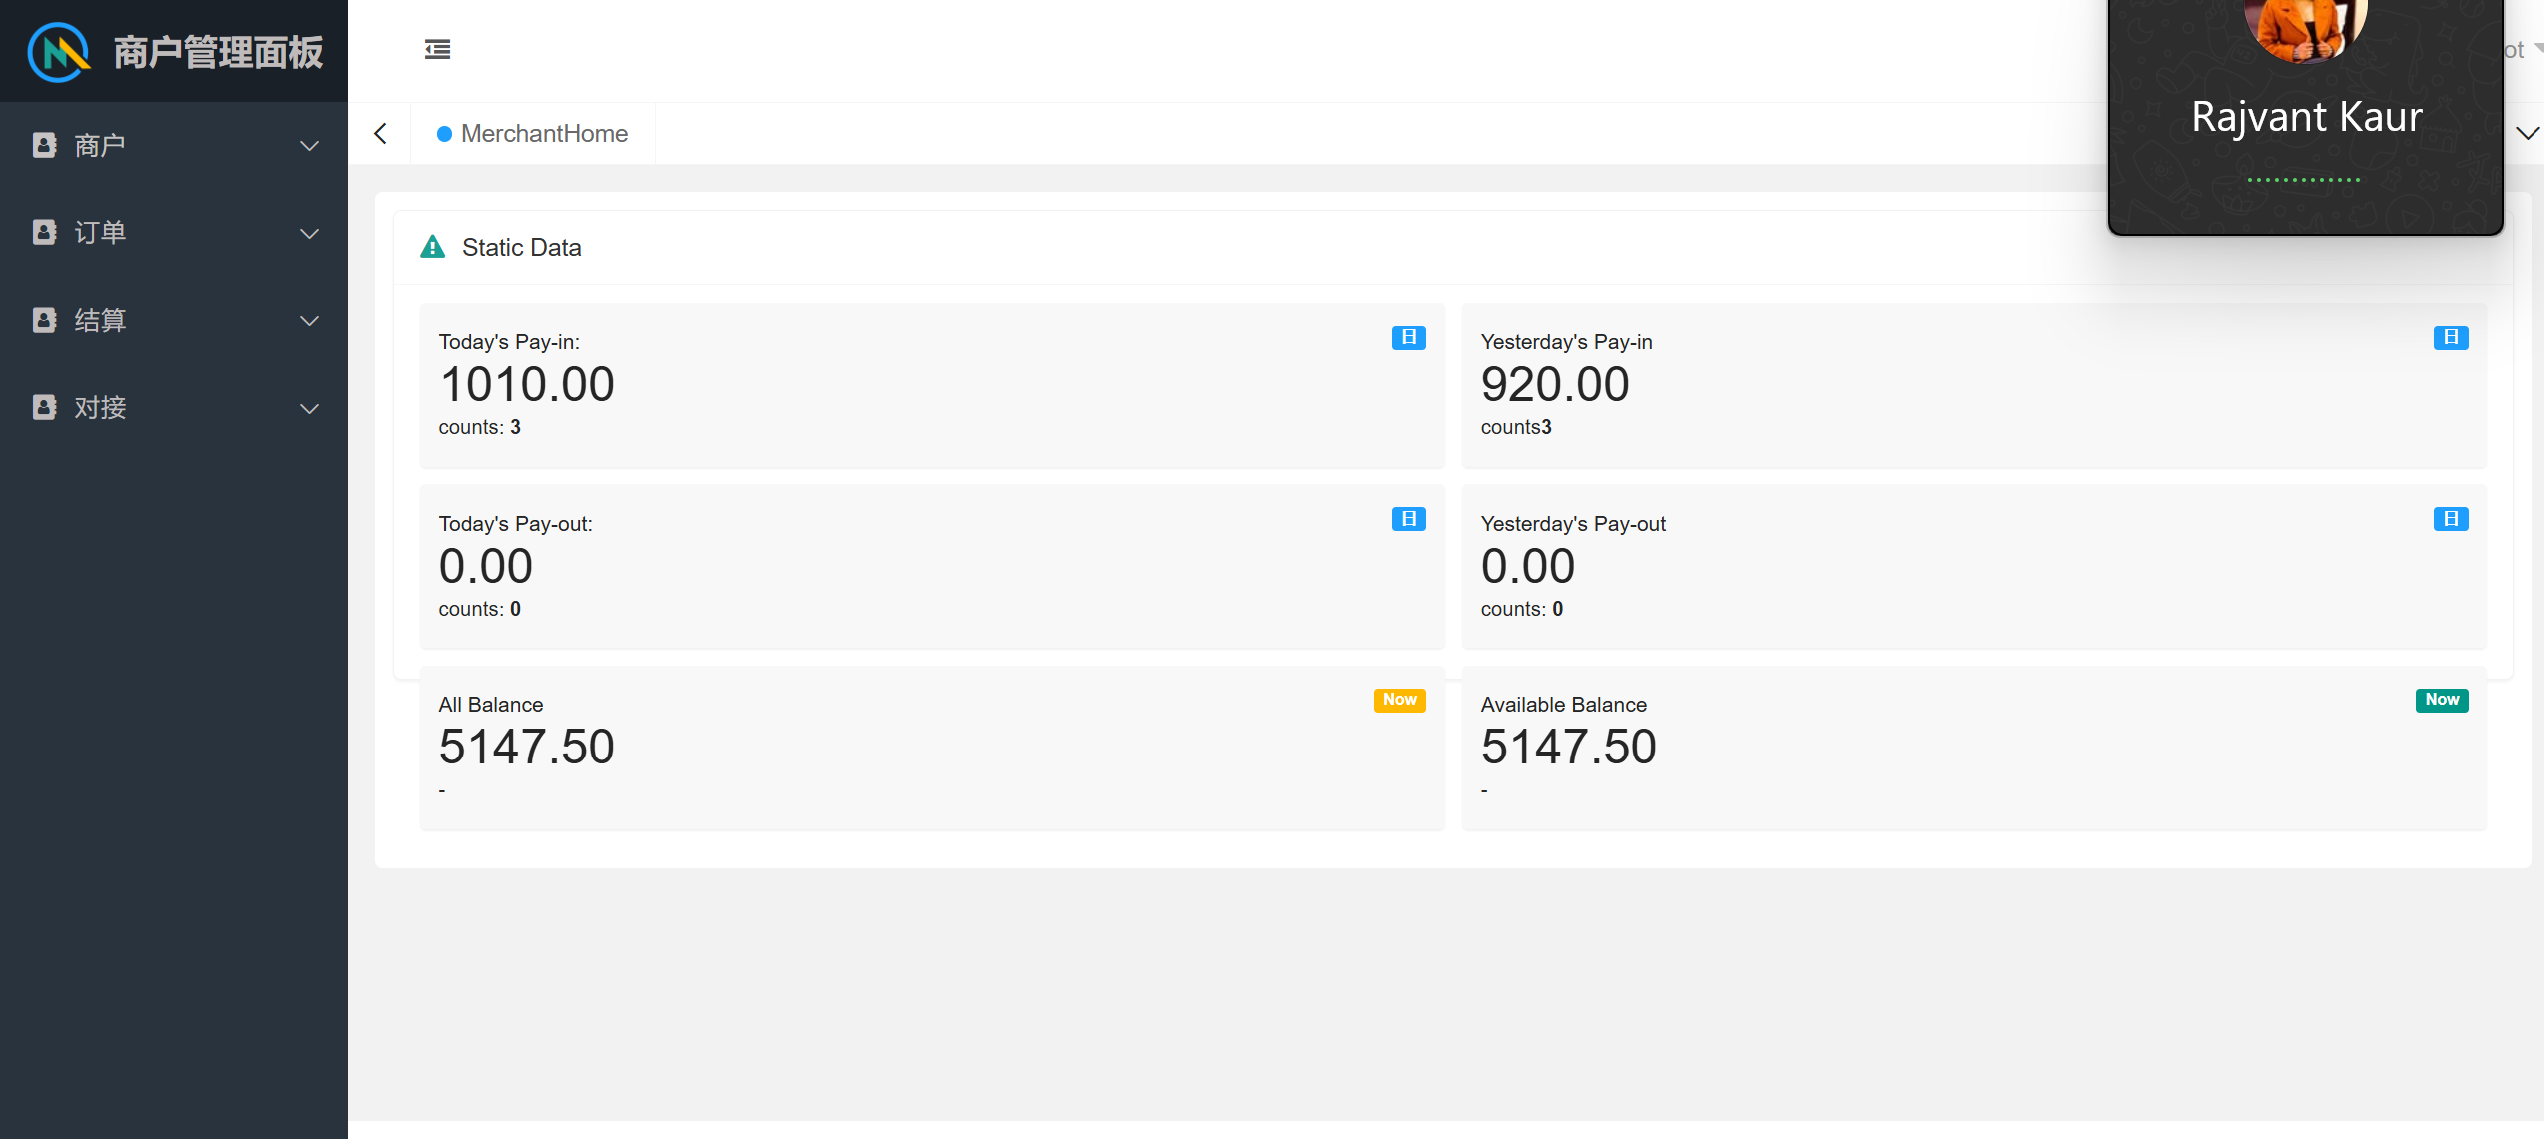 商户管理面板
商户
订单
结算
对接
ot
MerchantHome
Rajvant Kaur
Static Data
Today's Pay-in:
日
1010.00
counts: 3
Yesterday's Pay-in
日
920.00
counts3
Today's Pay-out:
日
0.00
counts: 0
Yesterday's Pay-out
日
0.00
counts: 0
All Balance
Now
5147.50
-
Available Balance
Now
5147.50
-